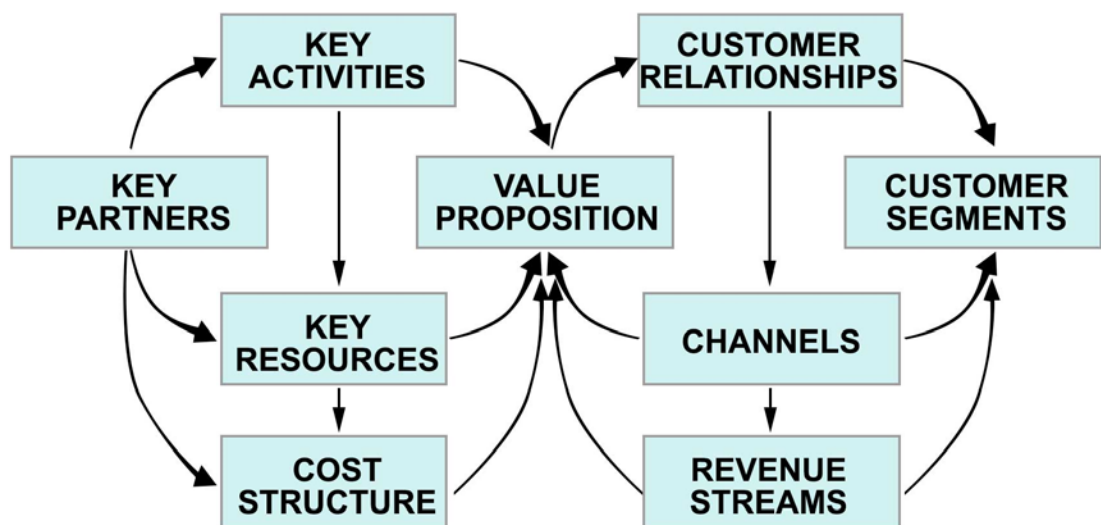 KEY
ACTIVITIES
CUSTOMER
RELATIONSHIPS
KEY
PARTNERS
VALUE
PROPOSITION
CUSTOMER
SEGMENTS
KEY
RESOURCES
CHANNELS
COST
STRUCTURE
REVENUE
STREAMS